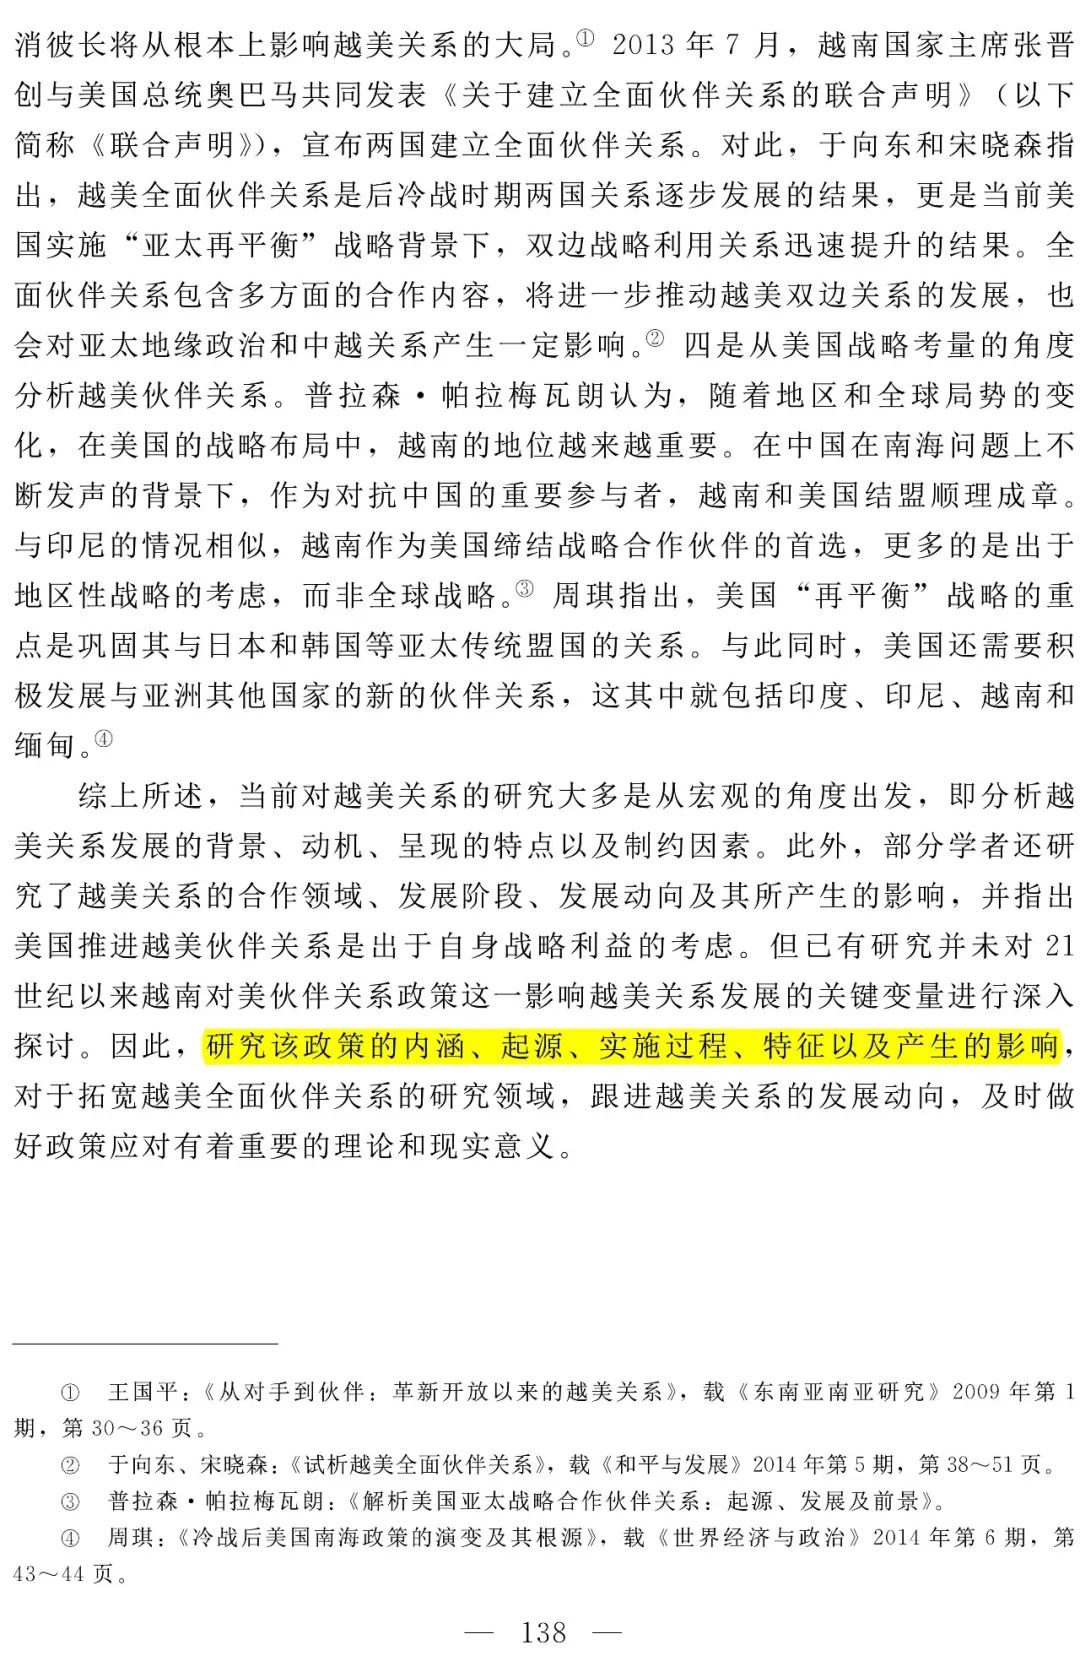 消彼长将从根本上影响越美关系的大局。① 2013 年 7 月，越南国家主席张晋
创与美国总统奥巴马共同发表《关于建立全面伙伴关系的联合声明》（以下
简称《联合声明》），宣布两国建立全面伙伴关系。对此，于向东和宋晓森指
出，越美全面伙伴关系是后冷战时期两国关系逐步发展的结果，更是当前美
国实施“亚太再平衡”战略背景下，双边战略利用关系迅速提升的结果。全
面伙伴关系包含多方面的合作内容，将进一步推动越美双边关系的发展，也
会对亚太地缘政治和中越关系产生一定影响。② 四是从美国战略考量的角度
分析越美伙伴关系。普拉森·帕拉梅瓦朗认为，随着地区和全球局势的变
化，在美国的战略布局中，越南的地位越来越重要。在中国在南海问题上不
断发声的背景下，作为对抗中国的重要参与者，越南和美国结盟顺理成章。
与印尼的情况相似，越南作为美国缔结战略合作伙伴的首选，更多的是出于
地区性战略的考虑，而非全球战略。③ 周琪指出，美国“再平衡”战略的重
点是巩固其与日本和韩国等亚太传统盟国的关系。与此同时，美国还需要积
极发展与亚洲其他国家的新的伙伴关系，这其中就包括印度、印尼、越南和
缅甸。④
综上所述，当前对越美关系的研究大多是从宏观的角度出发，即分析越
美关系发展的背景、动机、呈现的特点以及制约因素。此外，部分学者还研
究了越美关系的合作领域、发展阶段、发展动向及其所产生的影响，并指出
美国推进越美伙伴关系是出于自身战略利益的考虑。但已有研究并未对 21
世纪以来越南对美伙伴关系政策这一影响越美关系发展的关键变量进行深入
探讨。因此，研究该政策的内涵、起源、实施过程、特征以及产生的影响，
对于拓宽越美全面伙伴关系的研究领域，跟进越美关系的发展动向，及时做
好政策应对有着重要的理论和现实意义。
① 王国平：《从对手到伙伴：革新开放以来的越美关系》，载《东南亚南亚研究》2009 年第 1
期，第 30～36 页。
② 于向东、宋晓森：《试析越美全面伙伴关系》，载《和平与发展》2014 年第 5 期，第 38～51 页。
③ 普拉森·帕拉梅瓦朗：《解析美国亚太战略合作伙伴关系：起源、发展及前景》。
④ 周琪：《冷战后美国南海政策的演变及其根源》，载《世界经济与政治》2014 年第 6 期，第
43～44 页。
— 138 —